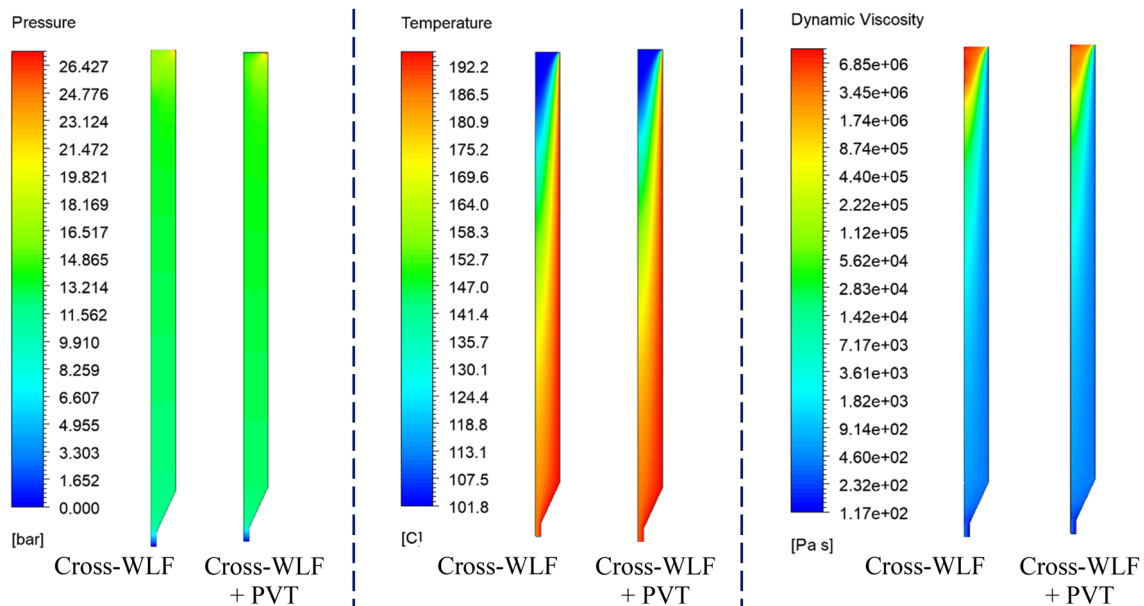 Pressure
26.427
24.776
23.124
21.472
19.821
18.169
16.517
14.865
13.214
11.562
9.910
8.259
6.607
4.955
3.303
1.652
0.000
[bar]
Cross-WLF
Cross-WLF
+ PVT
Temperature
192.2
186.5
180.9
175.2
169.6
164.0
158.3
152.7
147.0
141.4
135.7
130.1
124.4
118.8
113.1
107.5
101.8
[C]
Cross-WLF
Cross-WLF
+ PVT
Dynamic Viscosity
6.85e+06
3.45e+06
1.74e+06
8.74e+05
4.40e+05
2.22e+05
1.12e+05
5.62e+04
2.83e+04
1.42e+04
7.17e+03
3.61e+03
1.82e+03
9.14e+02
4.60e+02
2.32e+02
1.17e+02
[Pa s]
Cross-WLF
Cross-WLF
+ PVT